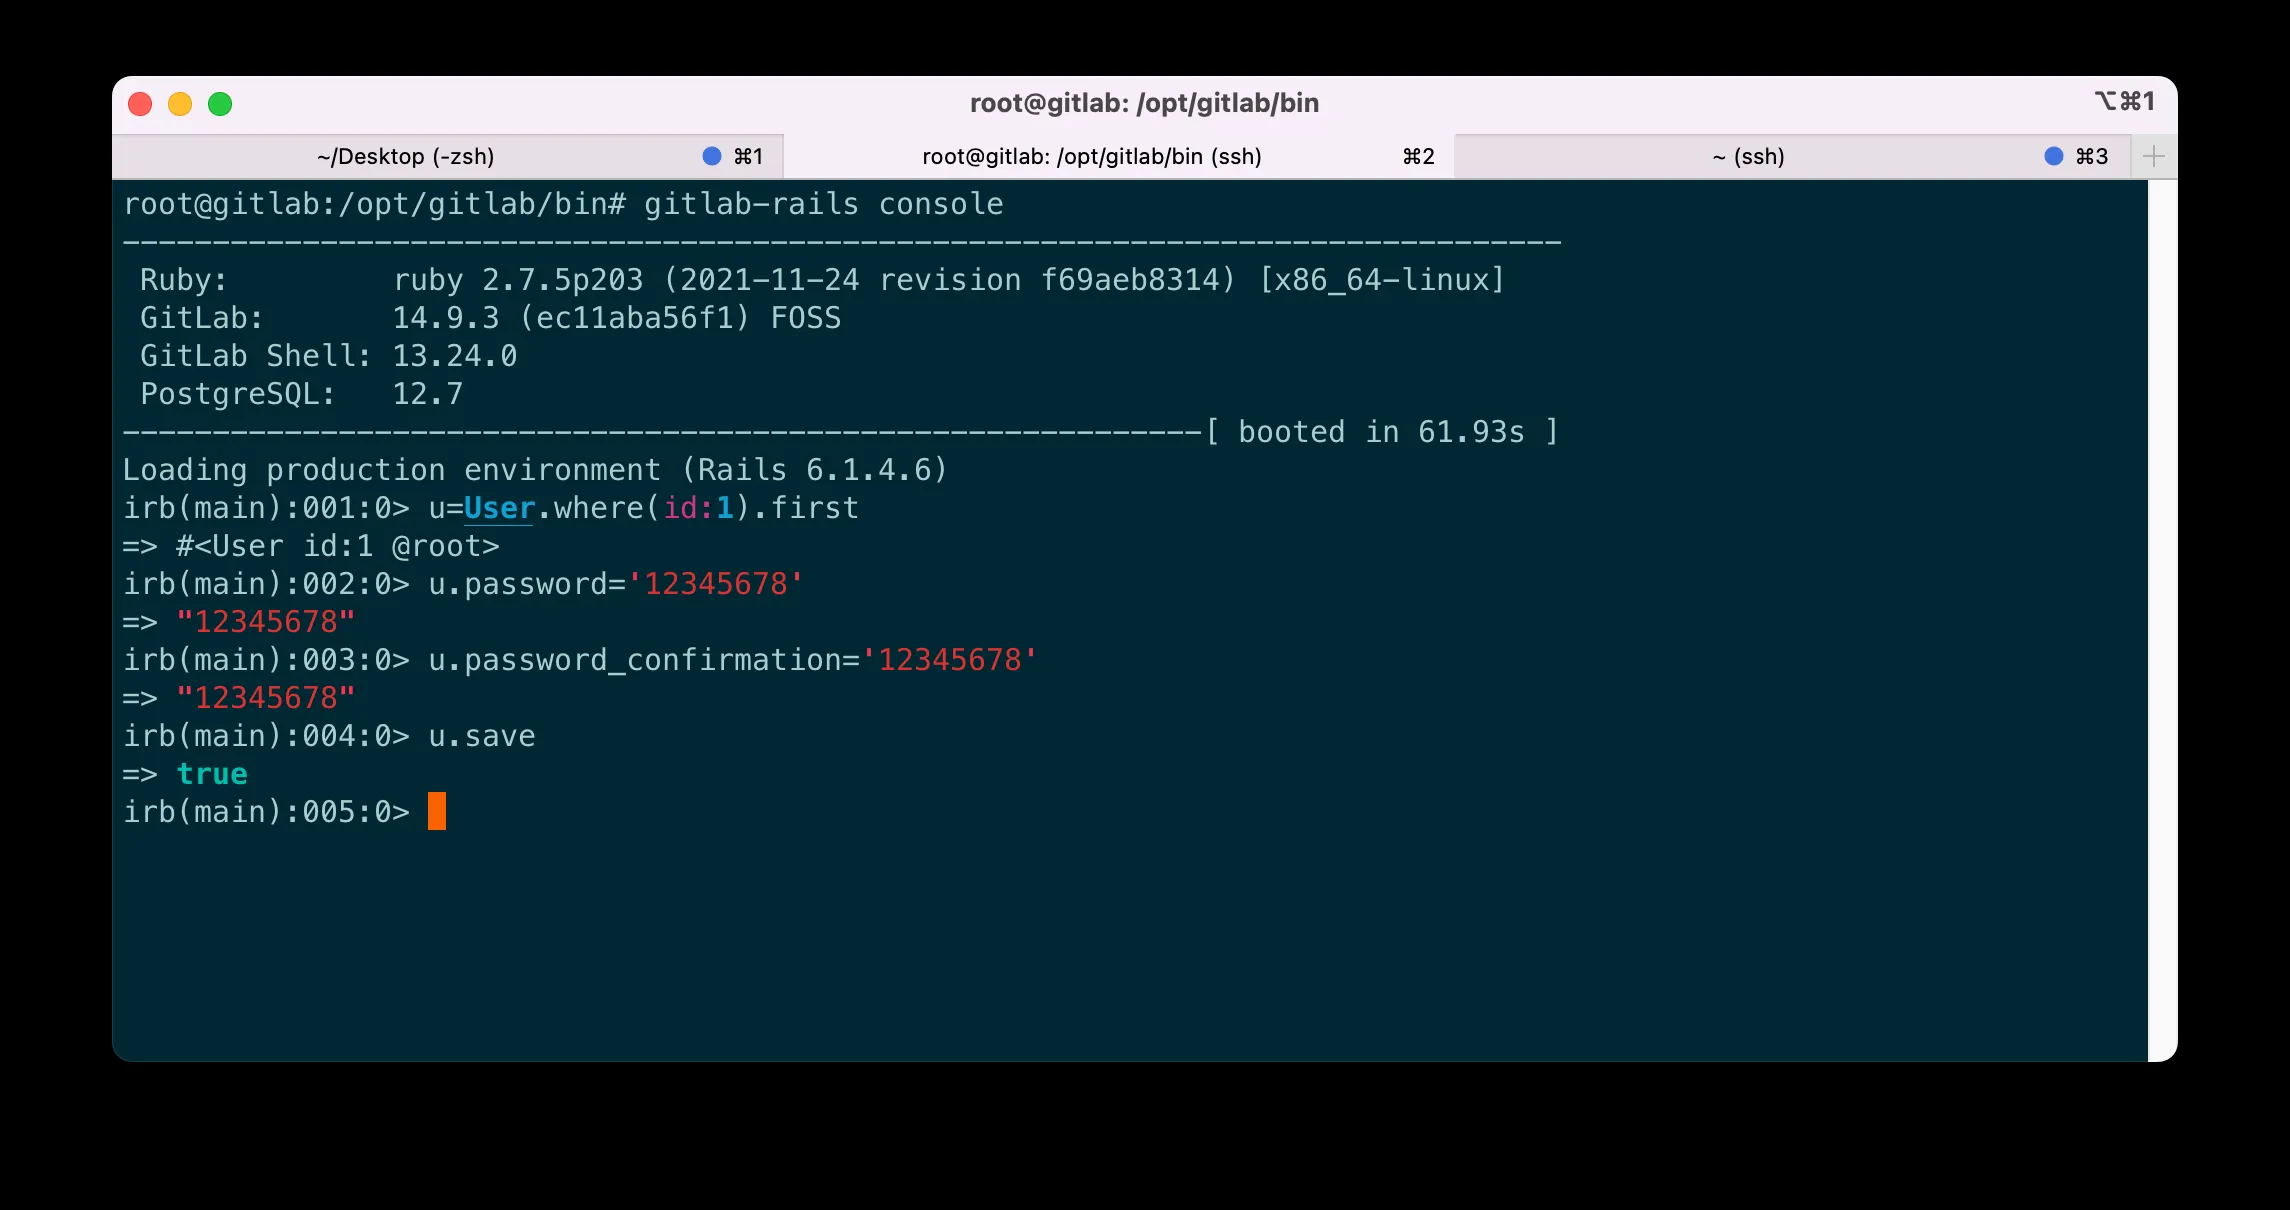 root@gitlab: /opt/gitlab/bin
⌥⌘1
~/Desktop (-zsh) ⌘1
root@gitlab: /opt/gitlab/bin (ssh) ⌘2
~ (ssh) ⌘3
root@gitlab:/opt/gitlab/bin# gitlab-rails console
--------------------------------------------------------------------------------
Ruby: ruby 2.7.5p203 (2021-11-24 revision f69aeb8314) [x86_64-linux]
GitLab: 14.9.3 (ec11aba56f1) FOSS
GitLab Shell: 13.24.0
PostgreSQL: 12.7
------------------------------------------------------------[ booted in 61.93s ]
Loading production environment (Rails 6.1.4.6)
irb(main):001:0> u=User.where(id:1).first
=> #<User id:1 @root>
irb(main):002:0> u.password='12345678'
=> "12345678"
irb(main):003:0> u.password_confirmation='12345678'
=> "12345678"
irb(main):004:0> u.save
=> true
irb(main):005:0>